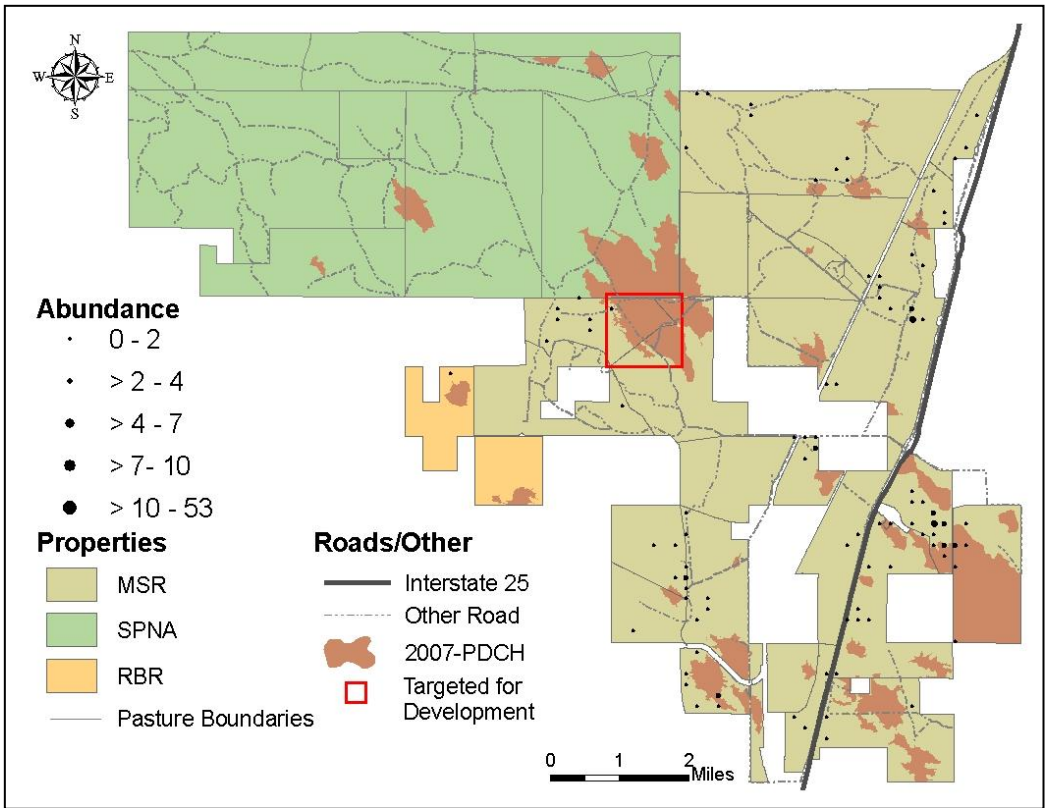 N
W E
S
Abundance
0 - 2
> 2 - 4
> 4 - 7
> 7 - 10
> 10 - 53
Properties
MSR
SPNA
RBR
Pasture Boundaries
Roads/Other
Interstate 25
Other Road
2007-PDCH
Targeted for
Development
0 1 2
Miles